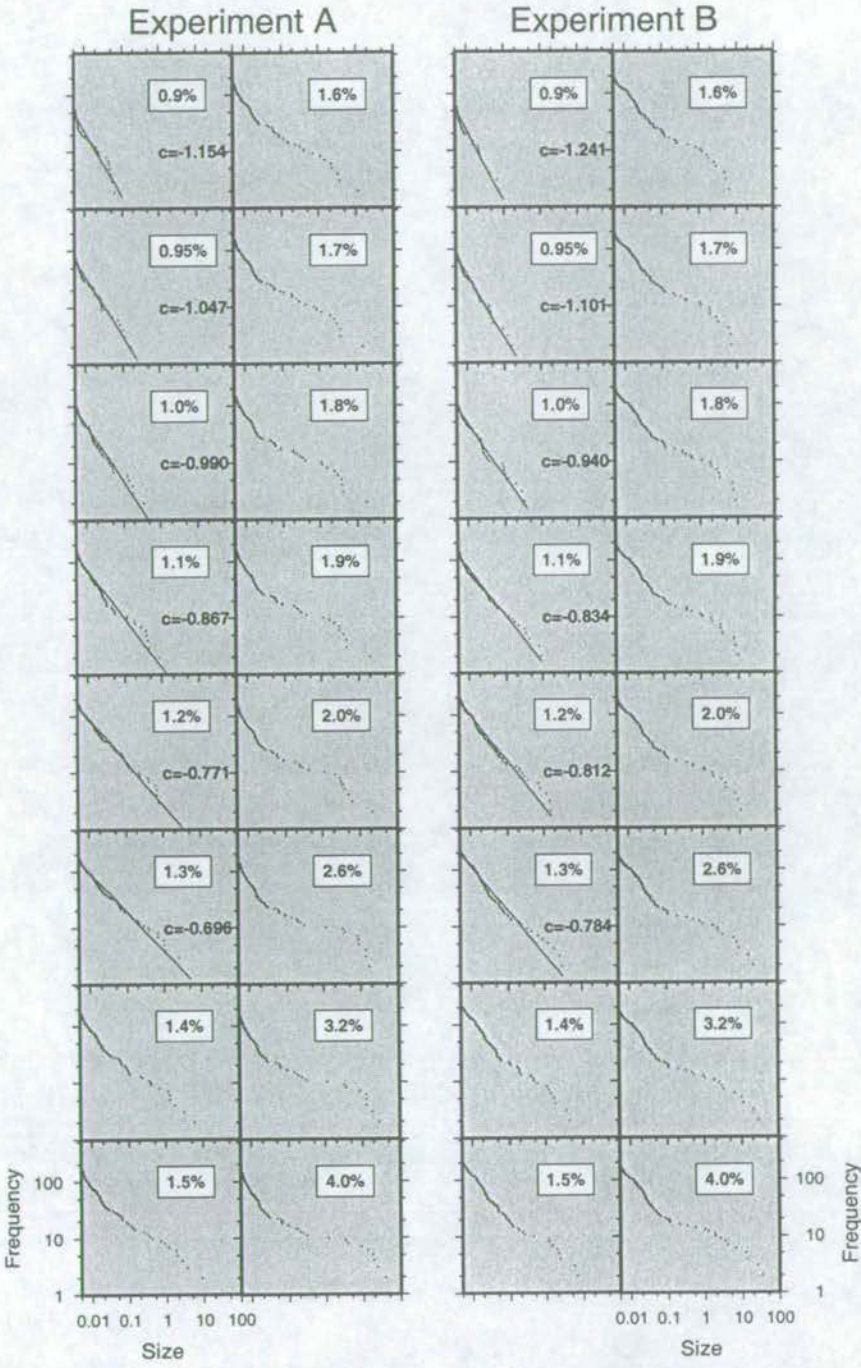 Experiment A Experiment B
0.9% 1.6% 0.9% 1.6%
c=-1.154 c=-1.241
0.95% 1.7% 0.95% 1.7%
c=-1.047 c=-1.101
1.0% 1.8% 1.0% 1.8%
c=-0.990 c=-0.940
1.1% 1.9% 1.1% 1.9%
c=-0.867 c=-0.834
1.2% 2.0% 1.2% 2.0%
c=-0.771 c=-0.812
1.3% 2.6% 1.3% 2.6%
c=-0.696 c=-0.784
1.4% 3.2% 1.4% 3.2%
1.5% 4.0% 1.5% 4.0%
Frequency
100
10
1
0.01 0.1 1 10 100
Size
0.01 0.1 1 10 100
Size
100
10
1
Frequency